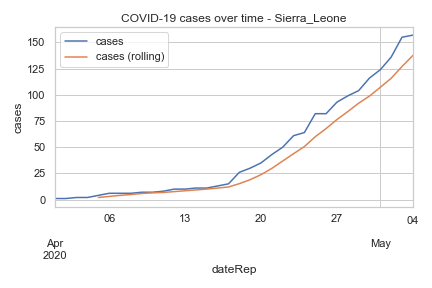 COVID-19 cases over time - Sierra_Leone
cases
cases (rolling)
150
125
100
75
50
25
0
cases
06
13
20
27
04
Apr
2020
May
dateRep